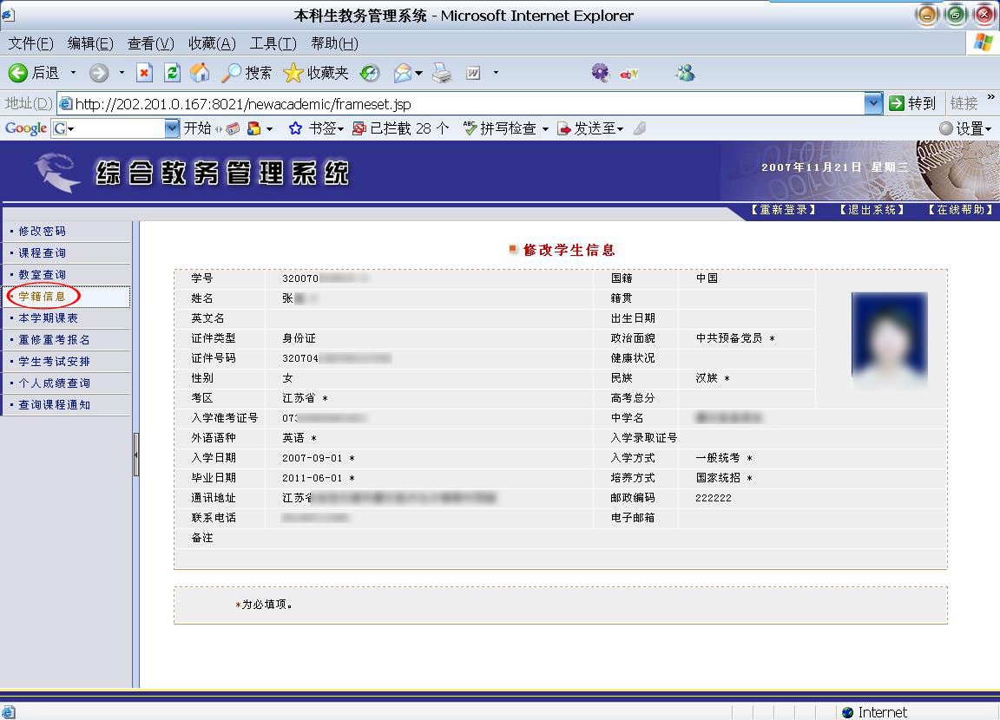 本科生教务管理系统 - Microsoft Internet Explorer
文件(F) 编辑(E) 查看(V) 收藏(A) 工具(T) 帮助(H)
后退 搜索 收藏夹
地址(D) http://202.201.0.167:8021/newacademic/frameset.jsp 转到 链接 »
Google G 开始 书签 已拦截 28 个 ABC 拼写检查 发送至 设置
综合教务管理系统
2007年11月21日 星期三
【重新登录】 【退出系统】 【在线帮助】
修改密码
课程查询
教室查询
学籍信息
本学期课表
重修重考报名
学生考试安排
个人成绩查询
查询课程通知
修改学生信息
学号 320070 国籍 中国
姓名 张 籍贯
英文名 出生日期
证件类型 身份证 政治面貌 中共预备党员 *
证件号码 320704 健康状况
性别 女 民族 汉族 *
考区 江苏省 * 高考总分
入学准考证号 073 中学名
外语语种 英语 * 入学录取证号
入学日期 2007-09-01 * 入学方式 一般统考 *
毕业日期 2011-06-01 * 培养方式 国家统招 *
通讯地址 江苏省 邮政编码 222222
联系电话 电子邮箱
备注
*为必填项。
Internet